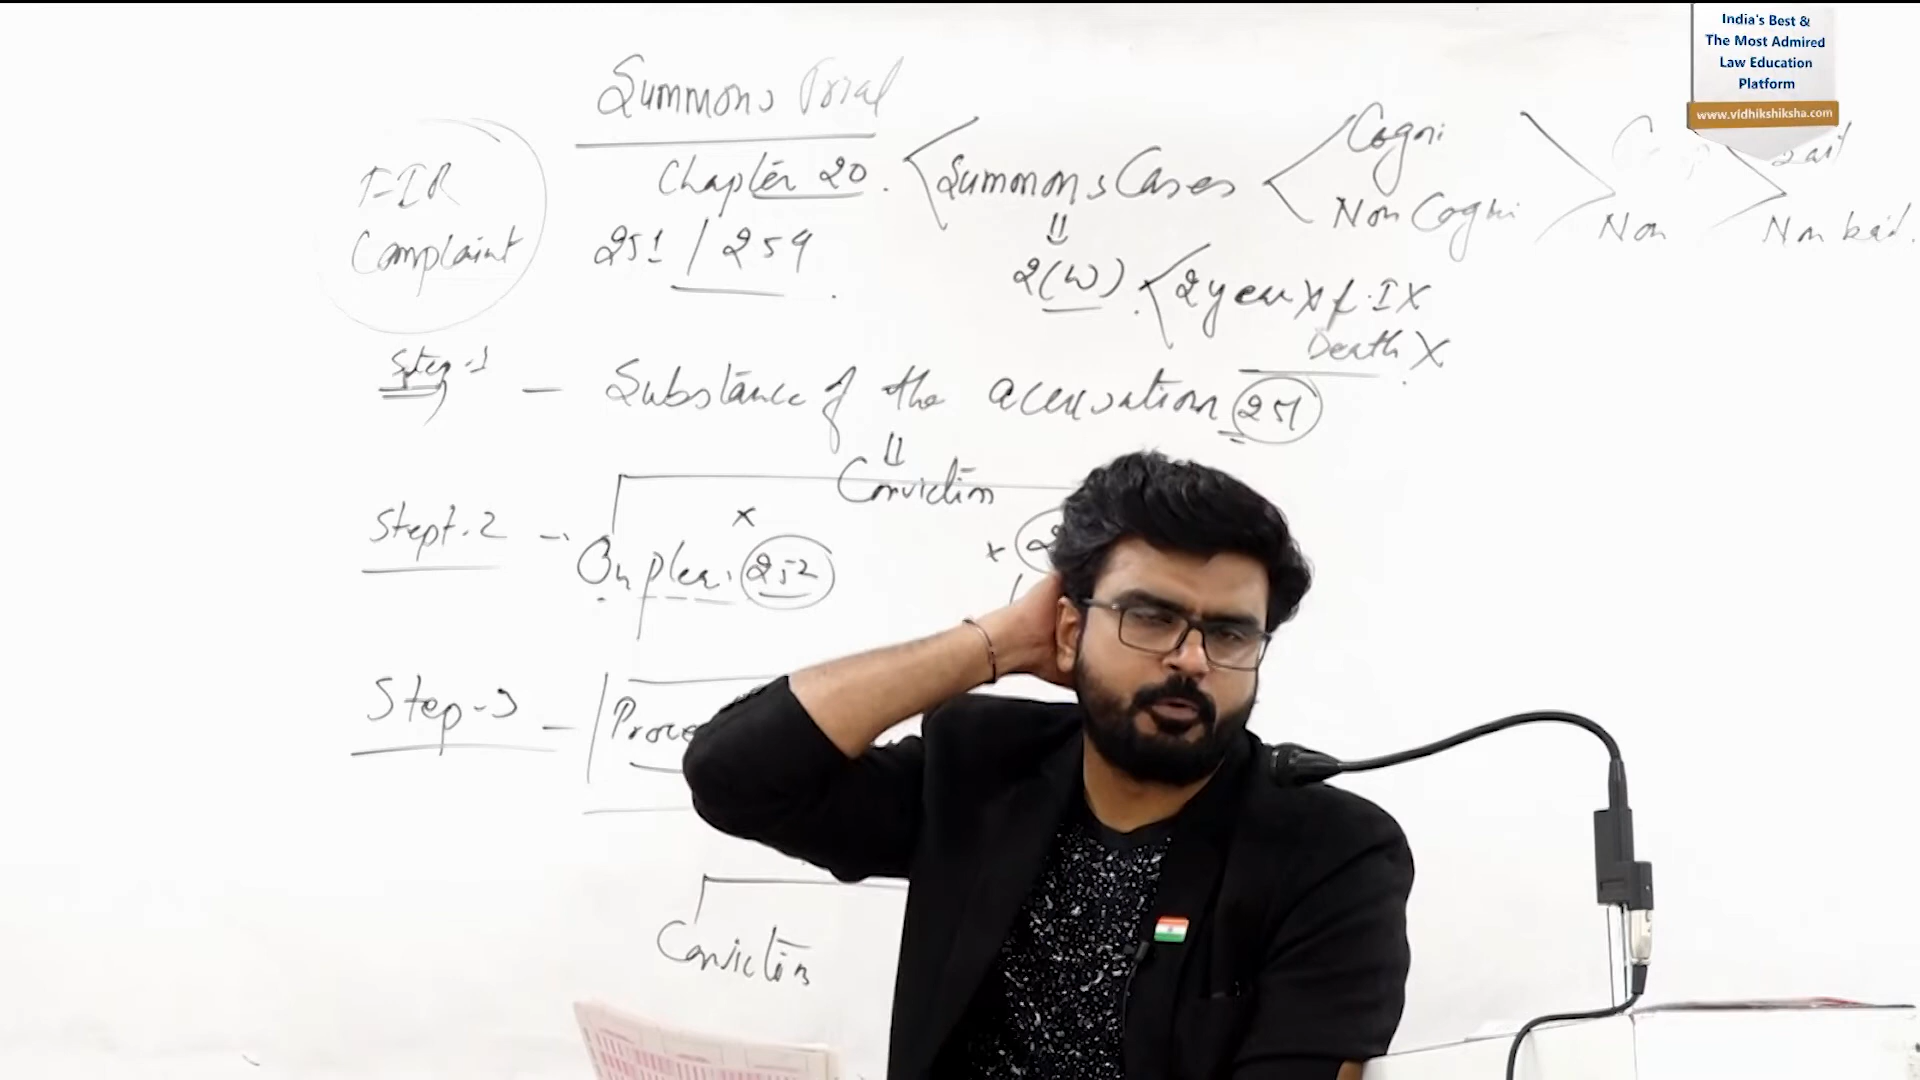 India's Best &
The Most Admired
Law Education
Platform
www.vidhikshiksha.com
Summons Trial
FIR
Complaint
Chapter 20.
251 / 259
Summons Cases
Cogni
Non Cogni
Non
Bail
Non bail.
2(w).
2 year X L.I X
Death X
Step-1 - Substance of the accusation 251
Conviction
Stept.2 - On plea. 252
x
x
Step-3 -
Conviction